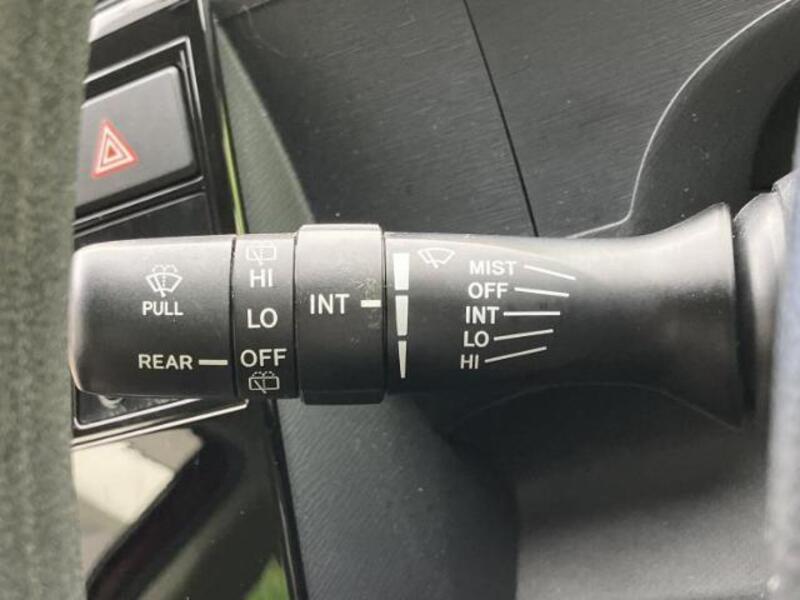 PULL
REAR
HI
LO
OFF
INT
MIST
OFF
INT
LO
HI